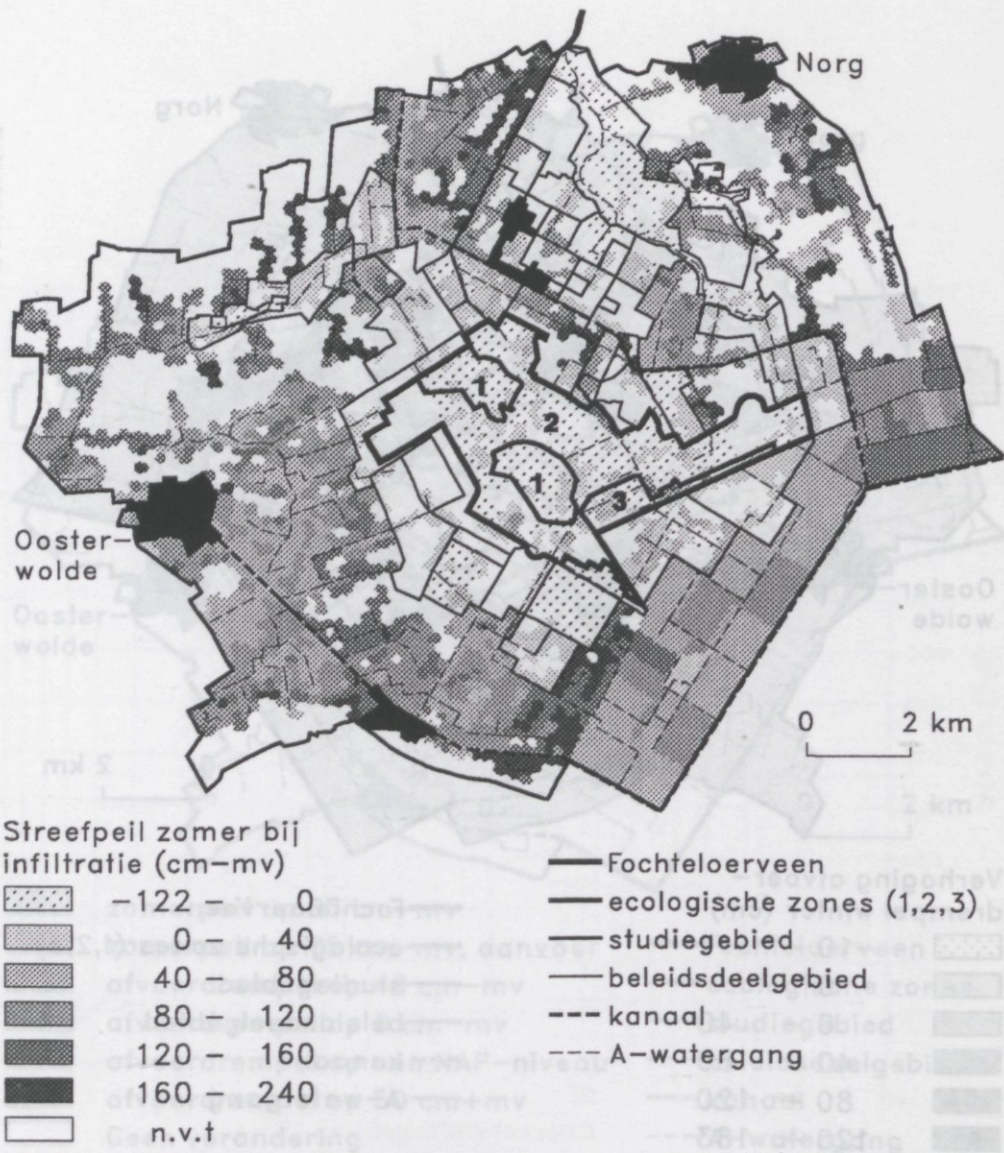 Norg
1
2
1
3
Ooster-
wolde
0 2 km
Streefpeil zomer bij
infiltratie (cm-mv)
-122 - 0
0 - 40
40 - 80
80 - 120
120 - 160
160 - 240
n.v.t
Fochteloerveen
ecologische zones (1,2,3)
studiegebied
beleidsdeelgebied
kanaal
A-watergang